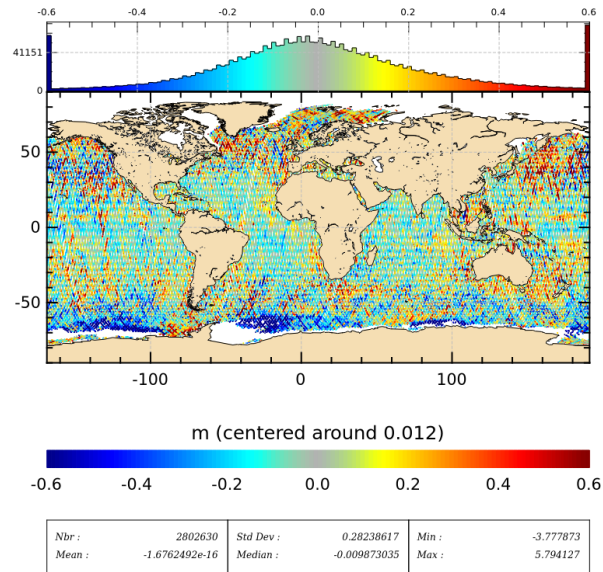 -0.6 -0.4 -0.2 0.0 0.2 0.4 0.6
41151
0
50
0
-50
-100 0 100
m (centered around 0.012)
-0.6 -0.4 -0.2 0.0 0.2 0.4 0.6
Nbr : 2802630 Std Dev : 0.28238617 Min : -3.777873
Mean : -1.6762492e-16 Median : -0.009873035 Max : 5.794127